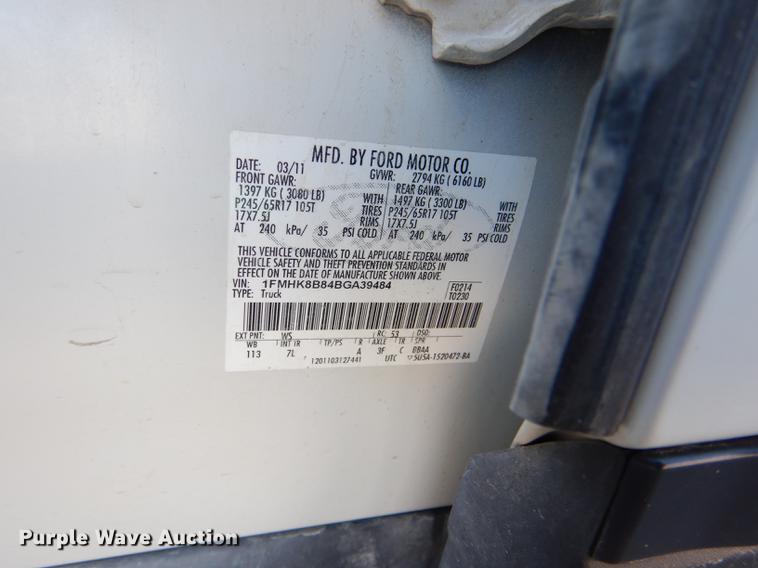 MFD. BY FORD MOTOR CO.
DATE: 03/11 GVWR: 2794 KG ( 6160 LB)
FRONT GAWR: REAR GAWR:
1397 KG ( 3080 LB) WITH 1497 KG ( 3300 LB) WITH
P245/65R17 105T TIRES P245/65R17 105T TIRES
17X7.5J RIMS 17X7.5J RIMS
AT 240 kPa/ 35 PSI COLD AT 240 kPa/ 35 PSI COLD
THIS VEHICLE CONFORMS TO ALL APPLICABLE FEDERAL MOTOR
VEHICLE SAFETY AND THEFT PREVENTION STANDARDS IN
EFFECT ON THE DATE OF MANUFACTURE SHOWN ABOVE.
VIN: 1FMHK8B84BGA39484 F0214
TYPE: Truck T0230
EXT PNT: WS RC: 53 DSO:
WB INT TR TP/PS R AXLE TR SPR
113 7L A 3F C BBAA
1201103127441 UTC 5U5A-1520472-BA
Purple Wave Auction